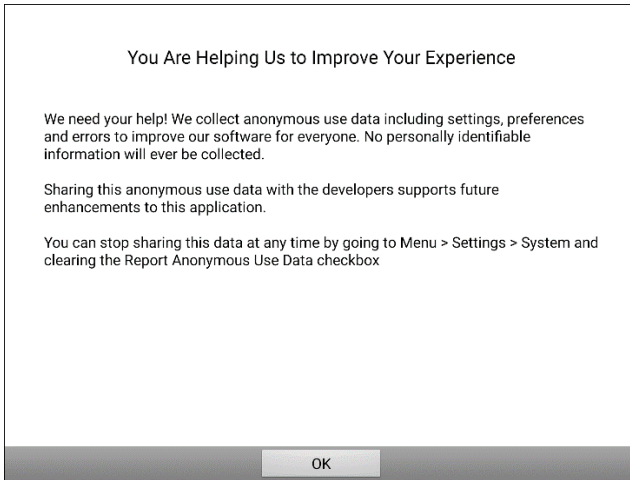 You Are Helping Us to Improve Your Experience
We need your help! We collect anonymous use data including settings, preferences
and errors to improve our software for everyone. No personally identifiable
information will ever be collected.
Sharing this anonymous use data with the developers supports future
enhancements to this application.
You can stop sharing this data at any time by going to Menu > Settings > System and
clearing the Report Anonymous Use Data checkbox
OK